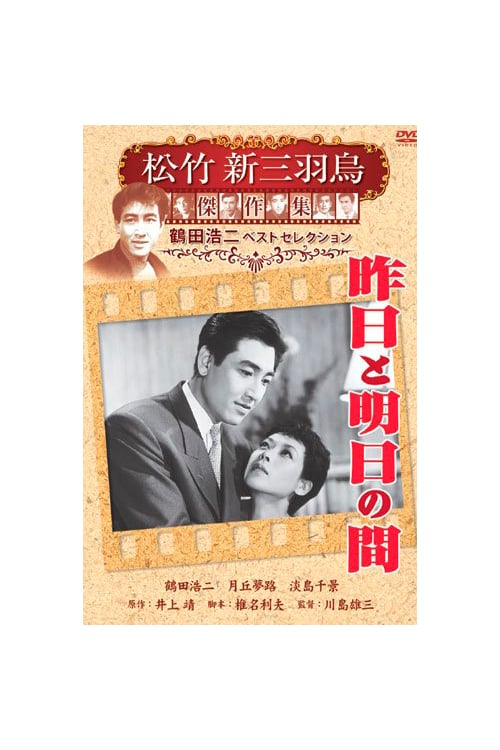 DVD
VIDEO
松竹 新三羽烏
傑作集
鶴田浩二 ベストセレクション
昨日と明日の間
鶴田浩二 月丘夢路 淡島千景
原作:井上 靖 脚本:椎名利夫 監督:川島雄三